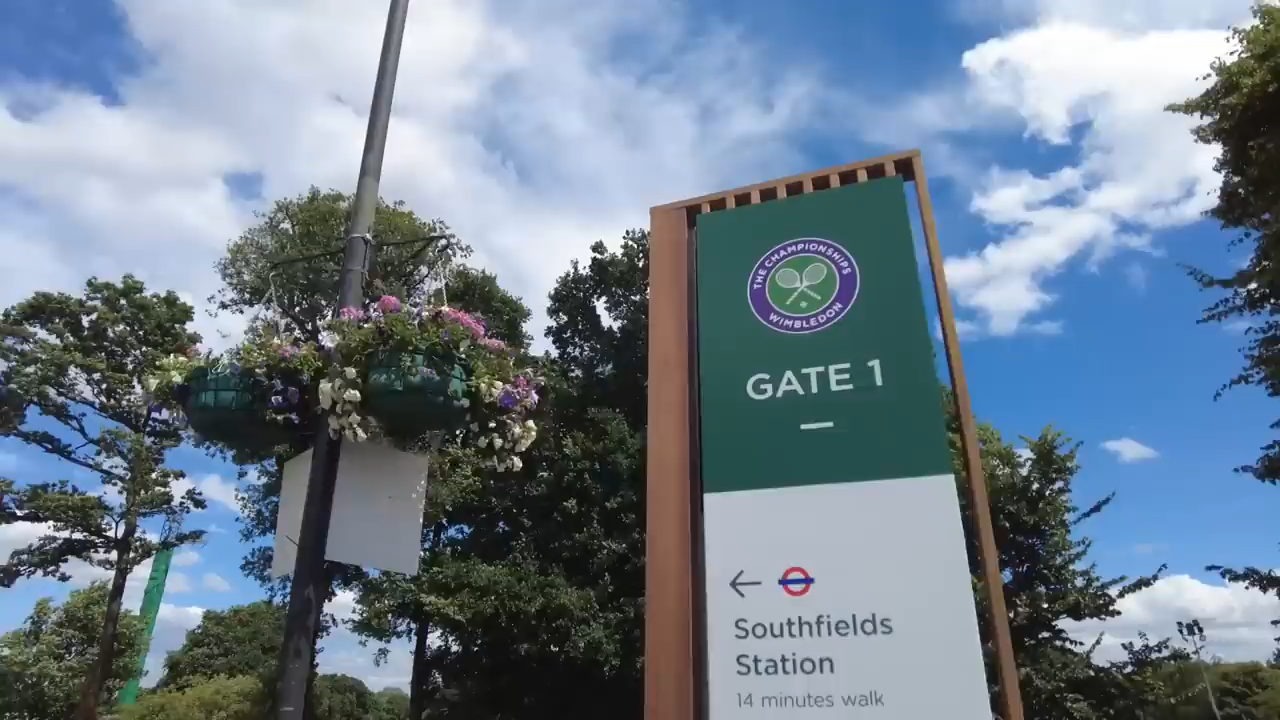 THE CHAMPIONSHIPS
WIMBLEDON
GATE 1
Southfields
Station
14 minutes walk